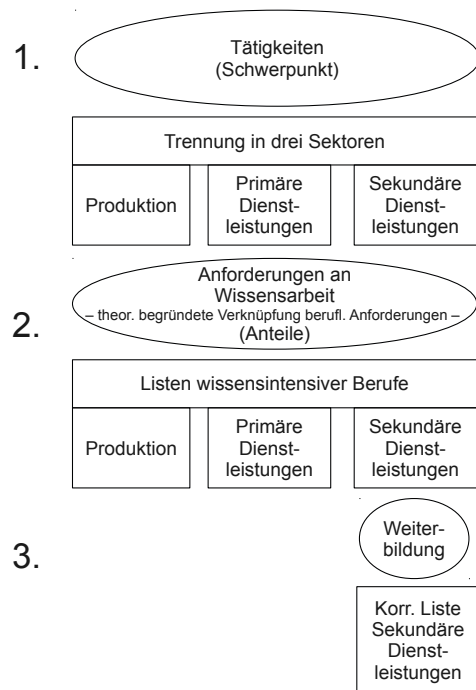 1.
Tätigkeiten
(Schwerpunkt)
Trennung in drei Sektoren
Produktion
Primäre
Dienst-
leistungen
Sekundäre
Dienst-
leistungen
2.
Anforderungen an
Wissensarbeit
– theor. begründete Verknüpfung berufl. Anforderungen –
(Anteile)
Listen wissensintensiver Berufe
Produktion
Primäre
Dienst-
leistungen
Sekundäre
Dienst-
leistungen
3.
Weiter-
bildung
Korr. Liste
Sekundäre
Dienst-
leistungen